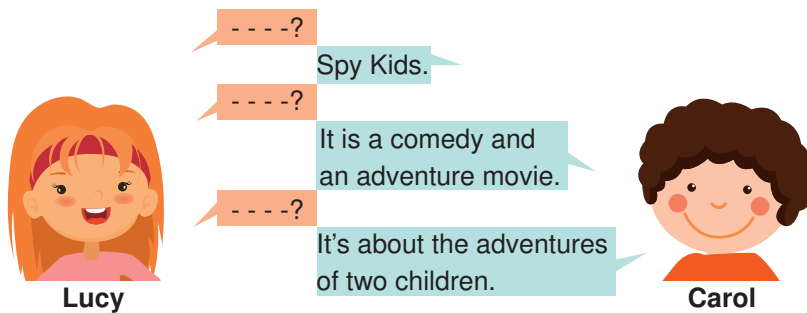 - - - -?
Spy Kids.
- - - -?
It is a comedy and
an adventure movie.
- - - -?
It's about the adventures
of two children.
Lucy
Carol